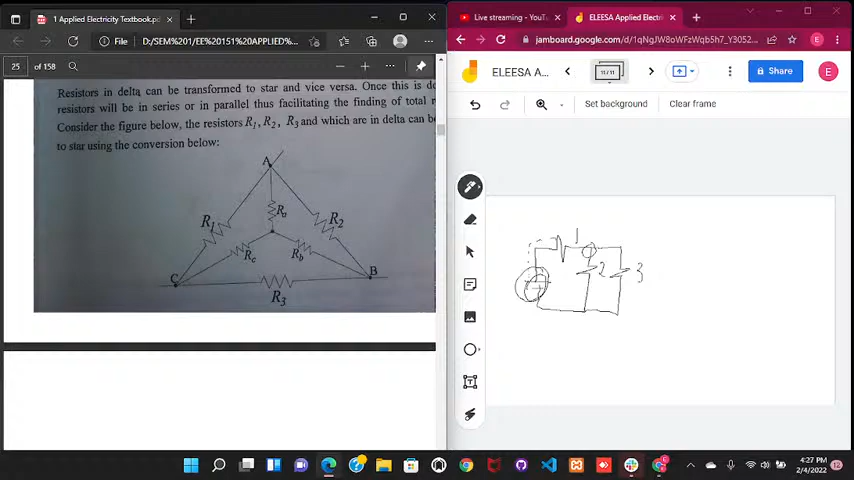 1 Applied Electricity Textbook.pd
File
D:/SEM%201/EE%20151%20APPLIED%...
25
of 158
Resistors in delta can be transformed to star and vice versa. Once this is de
resistors will be in series or in parallel thus facilitating the finding of total r
Consider the figure below, the resistors R1, R2, R3 and which are in delta can be
to star using the conversion below:
A
R1
Ra
R2
Rc
Rb
C
B
R3
Live streaming - YouT
ELEESA Applied Electri
jamboard.google.com/d/1qNgJW8oWFzWqb5h7_Y3052...
ELEESA A...
11/11
Share
E
Set background
Clear frame
1
2
3
4:27 PM
2/4/2022
12